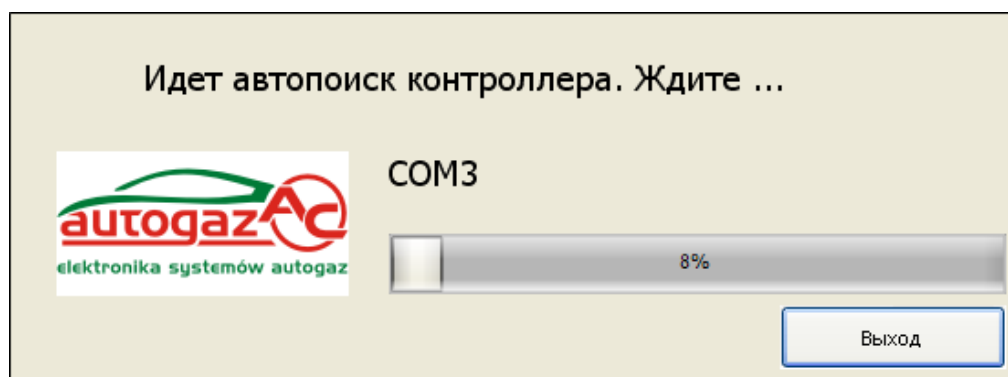 Идет автопоиск контроллера. Ждите ...
COM3
autogaz AC
elektronika systemów autogaz
8%
Выход